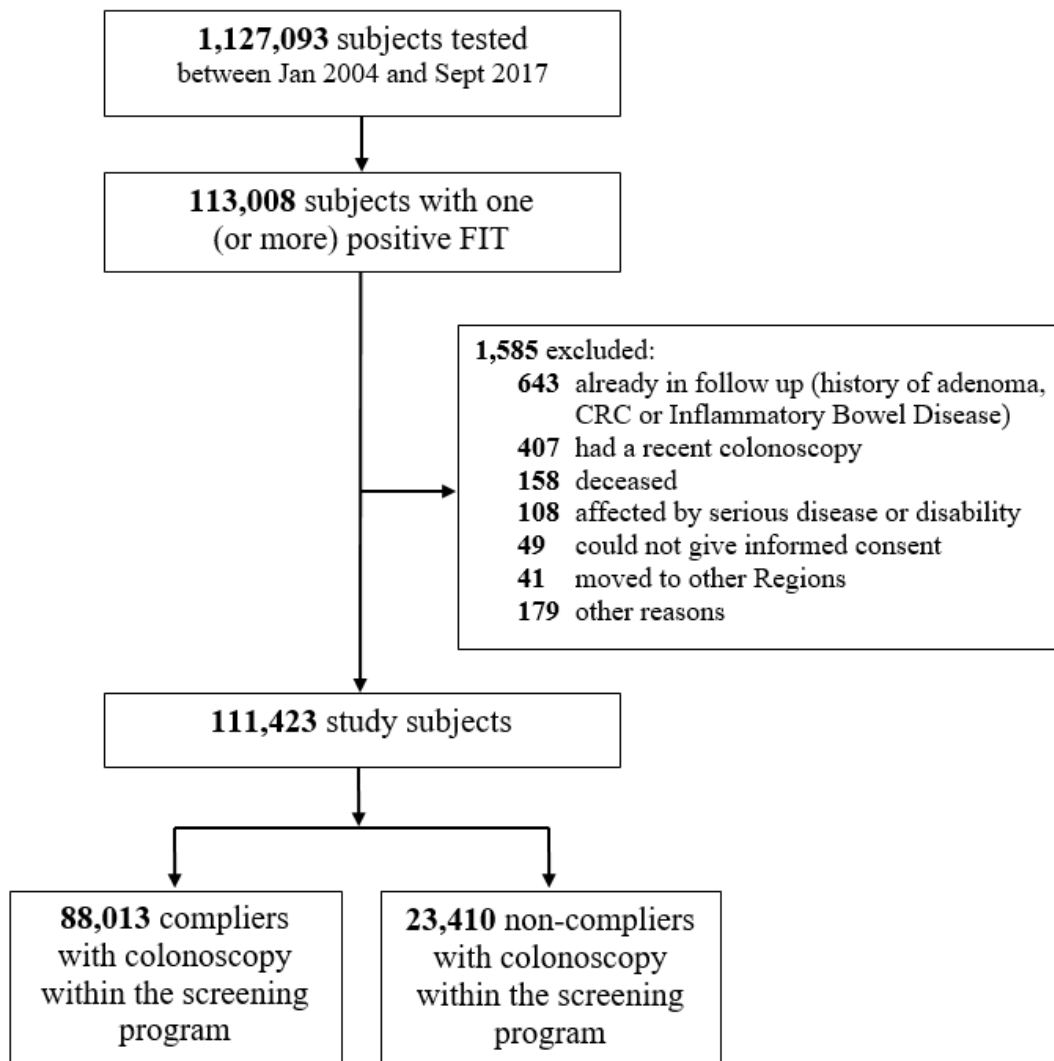 1,127,093 subjects tested
between Jan 2004 and Sept 2017
113,008 subjects with one
(or more) positive FIT
1,585 excluded:
643 already in follow up (history of adenoma,
CRC or Inflammatory Bowel Disease)
407 had a recent colonoscopy
158 deceased
108 affected by serious disease or disability
49 could not give informed consent
41 moved to other Regions
179 other reasons
111,423 study subjects
88,013 compliers
with colonoscopy
within the screening
program
23,410 non-compliers
with colonoscopy
within the screening
program